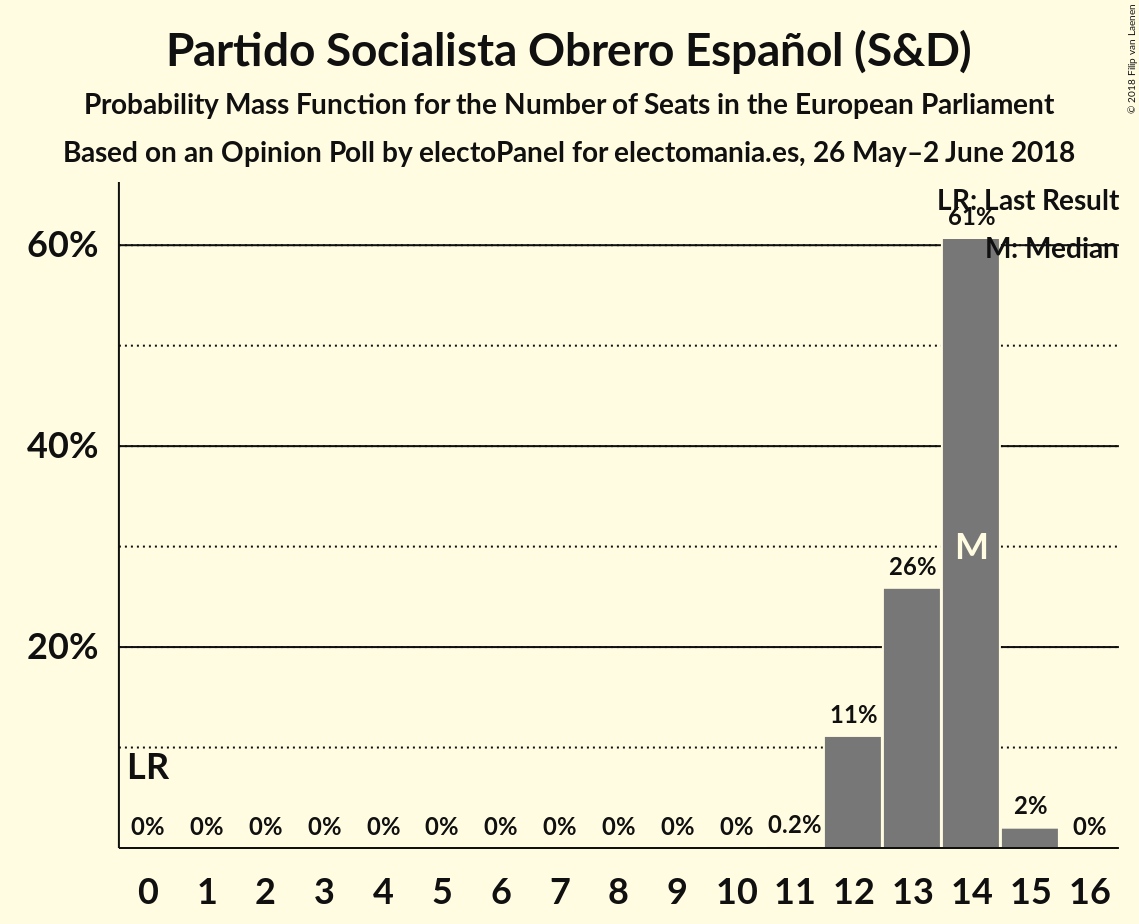 Partido Socialista Obrero Español (S&D)
Probability Mass Function for the Number of Seats in the European Parliament
Based on an Opinion Poll by electoPanel for electomania.es, 26 May–2 June 2018
© 2018 Filip van Laenen
LR: Last Result
M: Median
61%
60%
40%
20%
M
26%
11%
LR
0% 0% 0% 0% 0% 0% 0% 0% 0% 0% 0% 0.2% 2% 0%
0 1 2 3 4 5 6 7 8 9 10 11 12 13 14 15 16